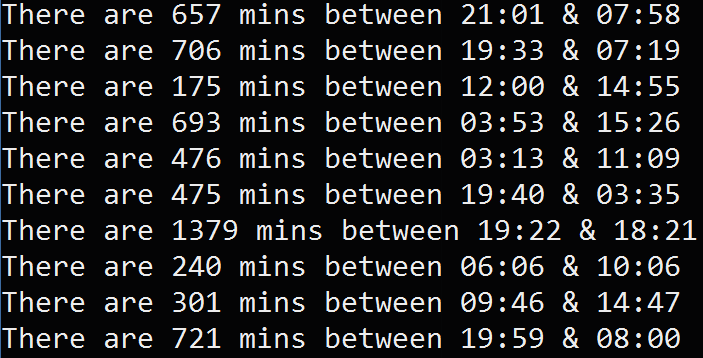 There are 657 mins between 21:01 & 07:58
There are 706 mins between 19:33 & 07:19
There are 175 mins between 12:00 & 14:55
There are 693 mins between 03:53 & 15:26
There are 476 mins between 03:13 & 11:09
There are 475 mins between 19:40 & 03:35
There are 1379 mins between 19:22 & 18:21
There are 240 mins between 06:06 & 10:06
There are 301 mins between 09:46 & 14:47
There are 721 mins between 19:59 & 08:00